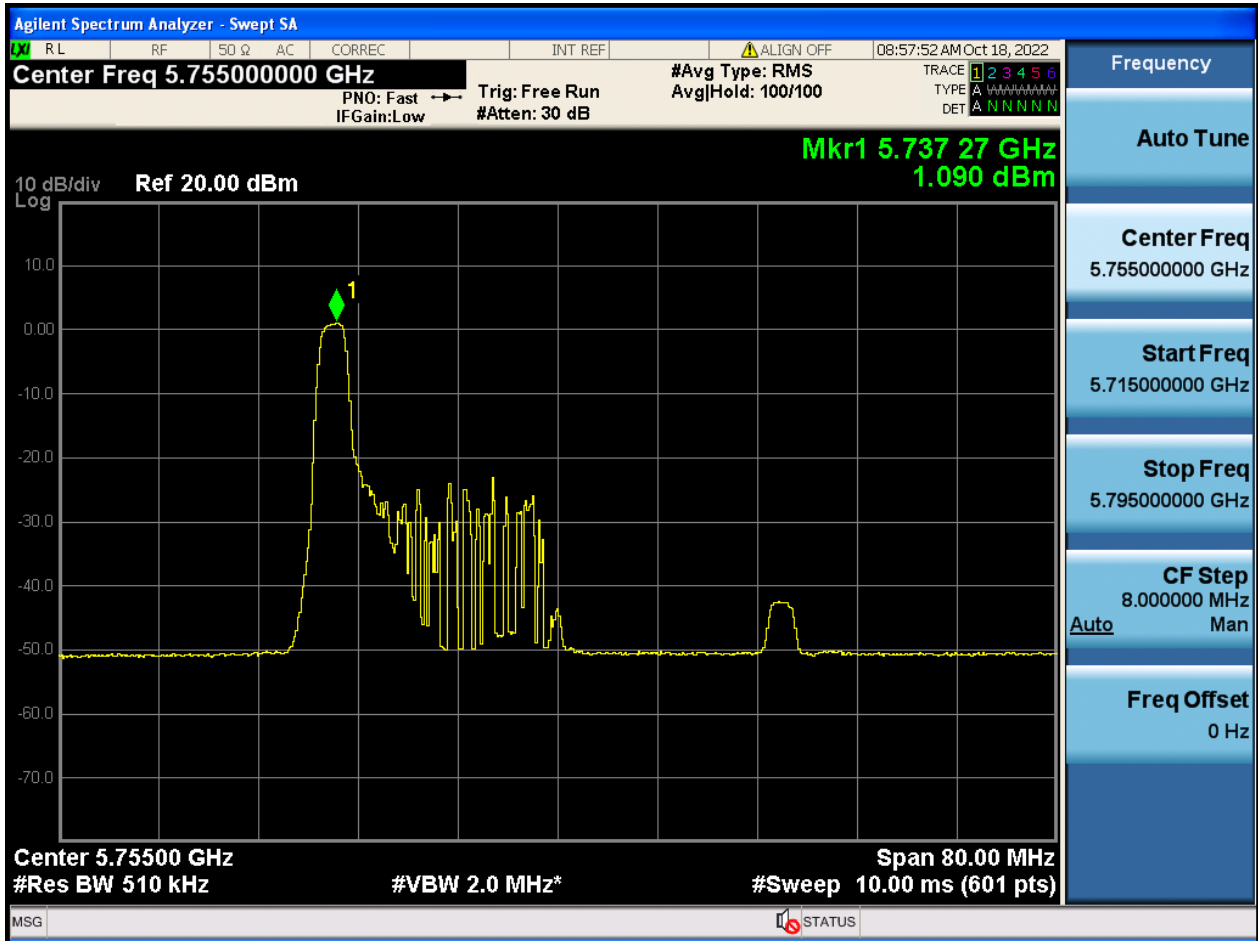 Agilent Spectrum Analyzer - Swept SA
LXI RL RF 50 Ω AC CORREC INT REF ALIGN OFF 08:57:52 AM Oct 18, 2022
Center Freq 5.755000000 GHz
PNO: Fast
IFGain:Low
Trig: Free Run
#Atten: 30 dB
#Avg Type: RMS
Avg|Hold: 100/100
TRACE 1 2 3 4 5 6
TYPE A WWWWW
DET A N N N N N
Mkr1 5.737 27 GHz
1.090 dBm
10 dB/div Ref 20.00 dBm
Log
10.0
0.00
-10.0
-20.0
-30.0
-40.0
-50.0
-60.0
-70.0
1
Center 5.75500 GHz
#Res BW 510 kHz
#VBW 2.0 MHz*
Span 80.00 MHz
#Sweep 10.00 ms (601 pts)
MSG
STATUS
Frequency
Auto Tune
Center Freq
5.755000000 GHz
Start Freq
5.715000000 GHz
Stop Freq
5.795000000 GHz
CF Step
8.000000 MHz
Auto Man
Freq Offset
0 Hz